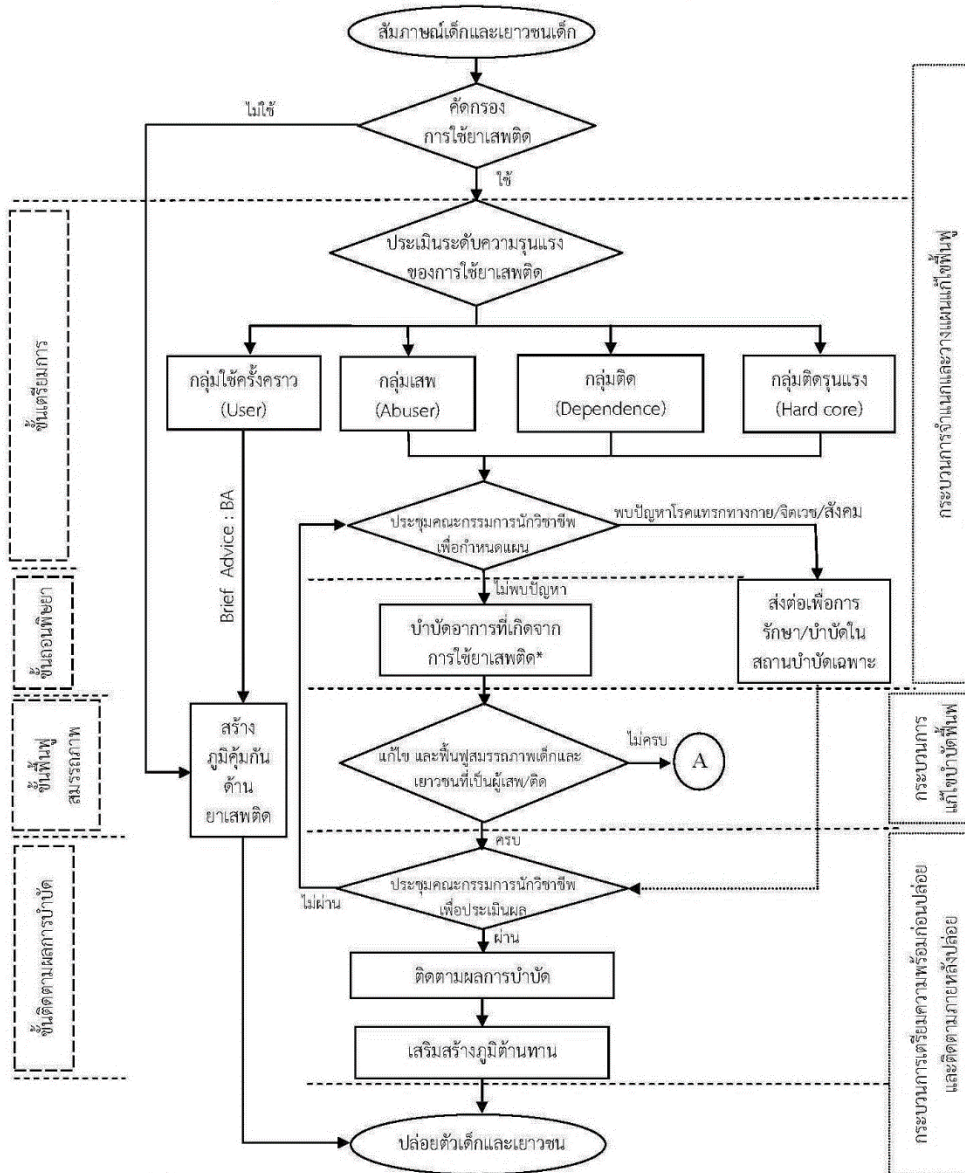 สัมภาษณ์เด็กและเยาวชนเด็ก
ไม่ใช้
คัดกรอง
การใช้ยาเสพติด
ใช้
ประเมินระดับความรุนแรง
ของการใช้ยาเสพติด
กลุ่มใช้ครั้งคราว
(User)
กลุ่มเสพ
(Abuser)
กลุ่มติด
(Dependence)
กลุ่มติดรุนแรง
(Hard core)
Brief Advice : BA
ประชุมคณะกรรมการนักวิชาชีพ
เพื่อกำหนดแผน
พบปัญหาโรคแทรกทางกาย/จิตเวช/สังคม
ไม่พบปัญหา
บำบัดอาการที่เกิดจาก
การใช้ยาเสพติด*
ส่งต่อเพื่อการ
รักษา/บำบัดใน
สถานบำบัดเฉพาะ
สร้าง
ภูมิคุ้มกัน
ด้าน
ยาเสพติด
แก้ไข และฟื้นฟูสมรรถภาพเด็กและ
เยาวชนที่เป็นผู้เสพ/ติด
ไม่ครบ
A
ครบ
ประชุมคณะกรรมการนักวิชาชีพ
เพื่อประเมินผล
ไม่ผ่าน
ผ่าน
ติดตามผลการบำบัด
เสริมสร้างภูมิต้านทาน
ปล่อยตัวเด็กและเยาวชน
ขั้นเตรียมการ
ขั้นถอนพิษยา
ขั้นฟื้นฟู
สมรรถภาพ
ขั้นติดตามผลการบำบัด
กระบวนการจำแนกและวางแผนแก้ไขฟื้นฟู
กระบวนการ
แก้ไขบำบัดฟื้นฟู
กระบวนการเตรียมความพร้อมก่อนปล่อย
และติดตามภายหลังปล่อย